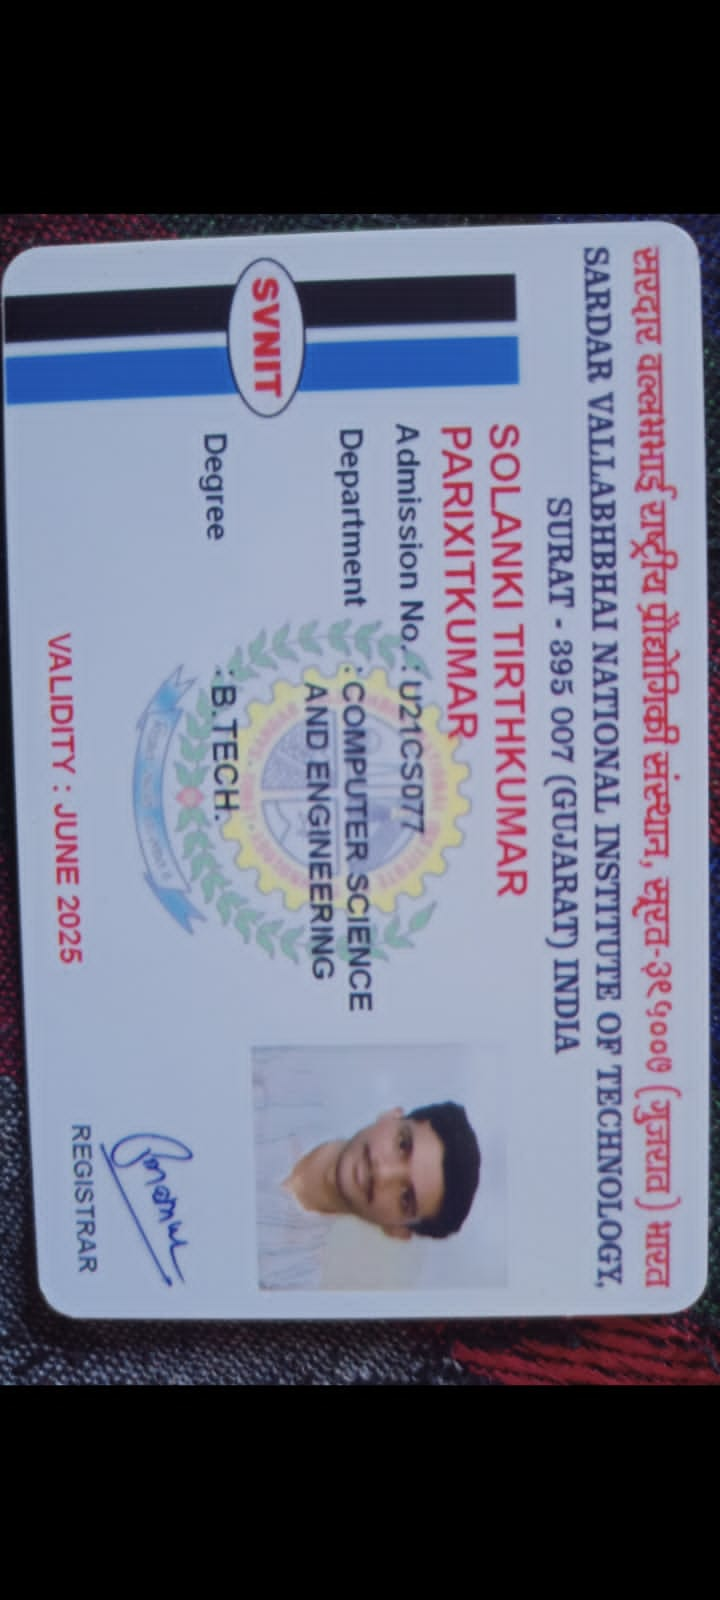 सरदार वल्लभभाई राष्ट्रीय प्रौद्योगिकी संस्थान, सूरत-३९५००७ (गुजरात) भारत
SARDAR VALLABHBHAI NATIONAL INSTITUTE OF TECHNOLOGY,
SURAT - 395 007 (GUJARAT) INDIA
SVNIT
SOLANKI TIRTHKUMAR
PARIXITKUMAR
Admission No. : U21CS077
Department : COMPUTER SCIENCE
AND ENGINEERING
Degree : B.TECH.
VALIDITY : JUNE 2025
REGISTRAR